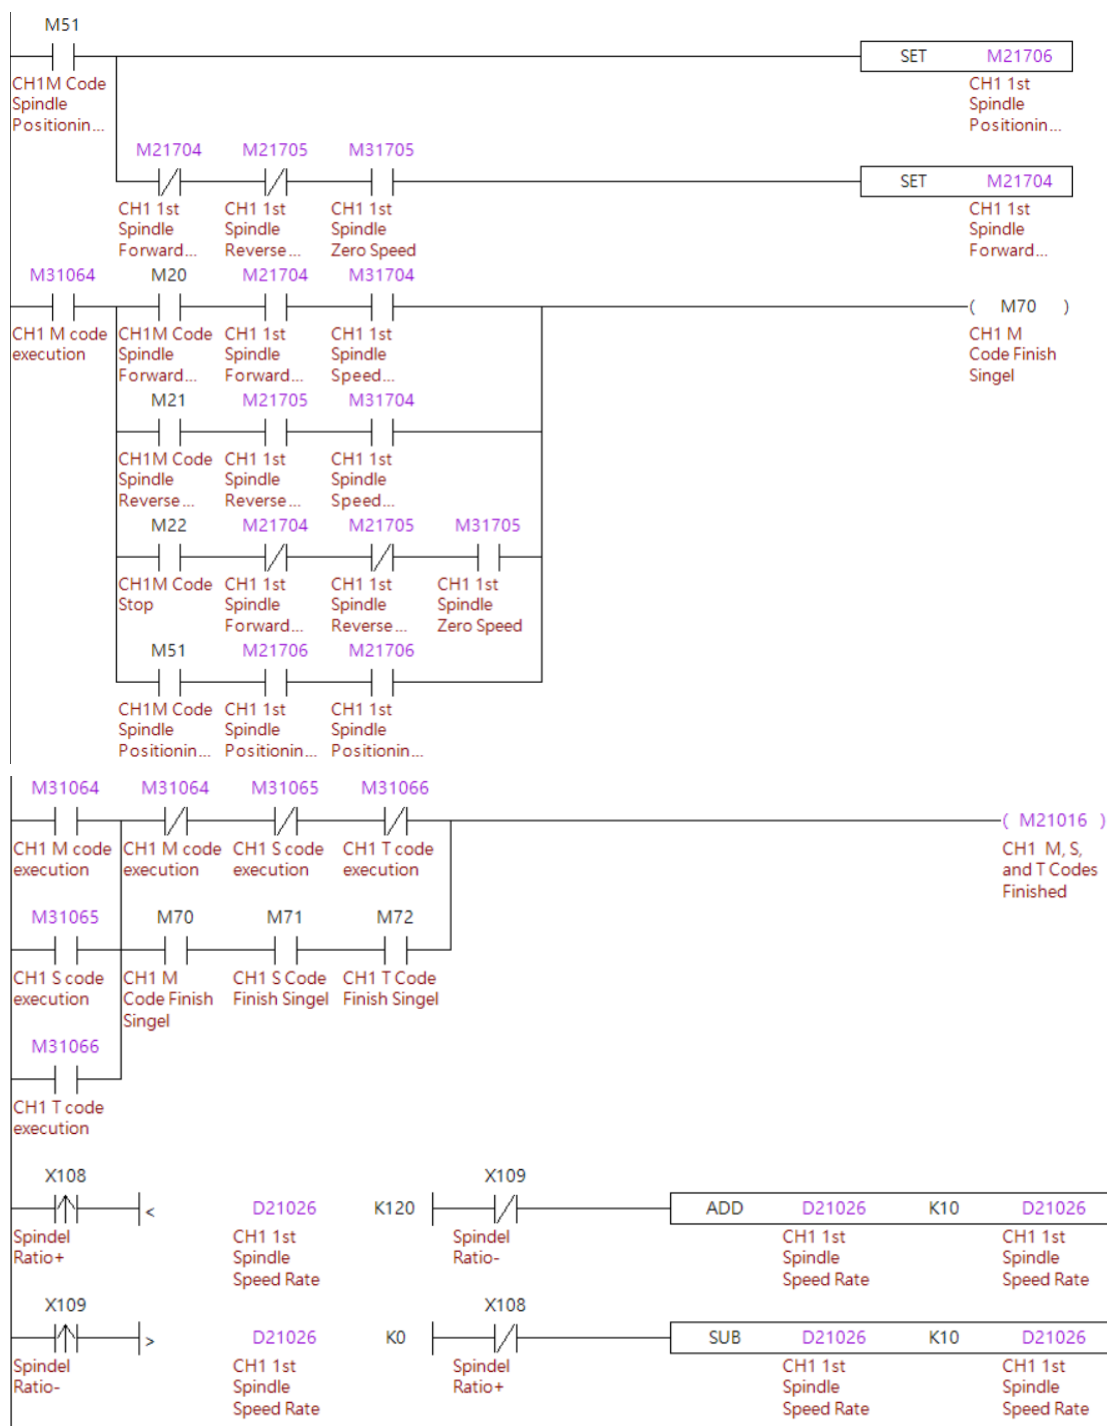 M51
SET M21706
CH1M Code
Spindle
Positionin...
CH1 1st
Spindle
Positionin...
M21704 M21705 M31705
SET M21704
CH1 1st CH1 1st CH1 1st CH1 1st
Spindle Spindle Spindle Spindle
Forward... Reverse ... Zero Speed Forward...
M31064 M20 M21704 M31704
( M70 )
CH1 M code CH1M Code CH1 1st CH1 1st CH1 M
execution Spindle Spindle Spindle Code Finish
Forward... Forward... Speed... Singel
M21 M21705 M31704
CH1M Code CH1 1st CH1 1st
Spindle Spindle Spindle
Reverse ... Reverse ... Speed...
M22 M21704 M21705 M31705
CH1M Code CH1 1st CH1 1st CH1 1st
Stop Spindle Spindle Spindle
Forward... Reverse ... Zero Speed
M51 M21706 M21706
CH1M Code CH1 1st CH1 1st
Spindle Spindle Spindle
Positionin... Positionin... Positionin...
M31064 M31064 M31065 M31066
( M21016 )
CH1 M code CH1 M code CH1 S code CH1 T code CH1 M, S,
execution execution execution execution and T Codes
Finished
M31065 M70 M71 M72
CH1 S code CH1 M CH1 S Code CH1 T Code
execution Code Finish Finish Singel Finish Singel
Singel
M31066
CH1 T code
execution
X108 X109
< D21026 K120 ADD D21026 K10 D21026
Spindel CH1 1st Spindel CH1 1st CH1 1st
Ratio+ Spindle Ratio- Spindle Spindle
Speed Rate Speed Rate Speed Rate
X109 X108
> D21026 K0 SUB D21026 K10 D21026
Spindel CH1 1st Spindel CH1 1st CH1 1st
Ratio- Spindle Ratio+ Spindle Spindle
Speed Rate Speed Rate Speed Rate